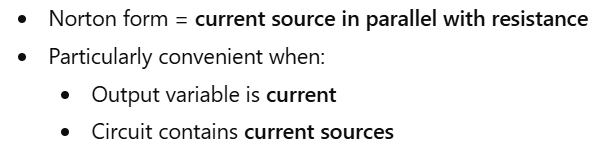 • Norton form = current source in parallel with resistance
• Particularly convenient when:
• Output variable is current
• Circuit contains current sources